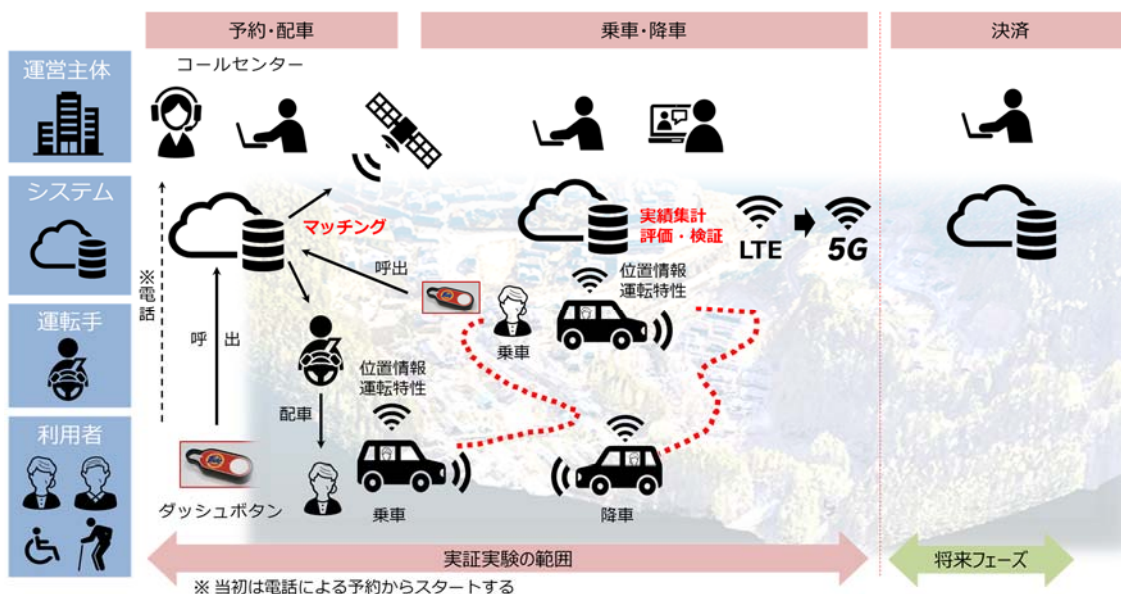 予約・配車
乗車・降車
決済
運営主体
コールセンター
システム
マッチング
実績集計
評価・検証
LTE
5G
呼出
位置情報
運転特性
※電話
運転手
呼出
乗車
位置情報
運転特性
配車
利用者
ダッシュボタン
乗車
降車
実証実験の範囲
将来フェーズ
※ 当初は電話による予約からスタートする